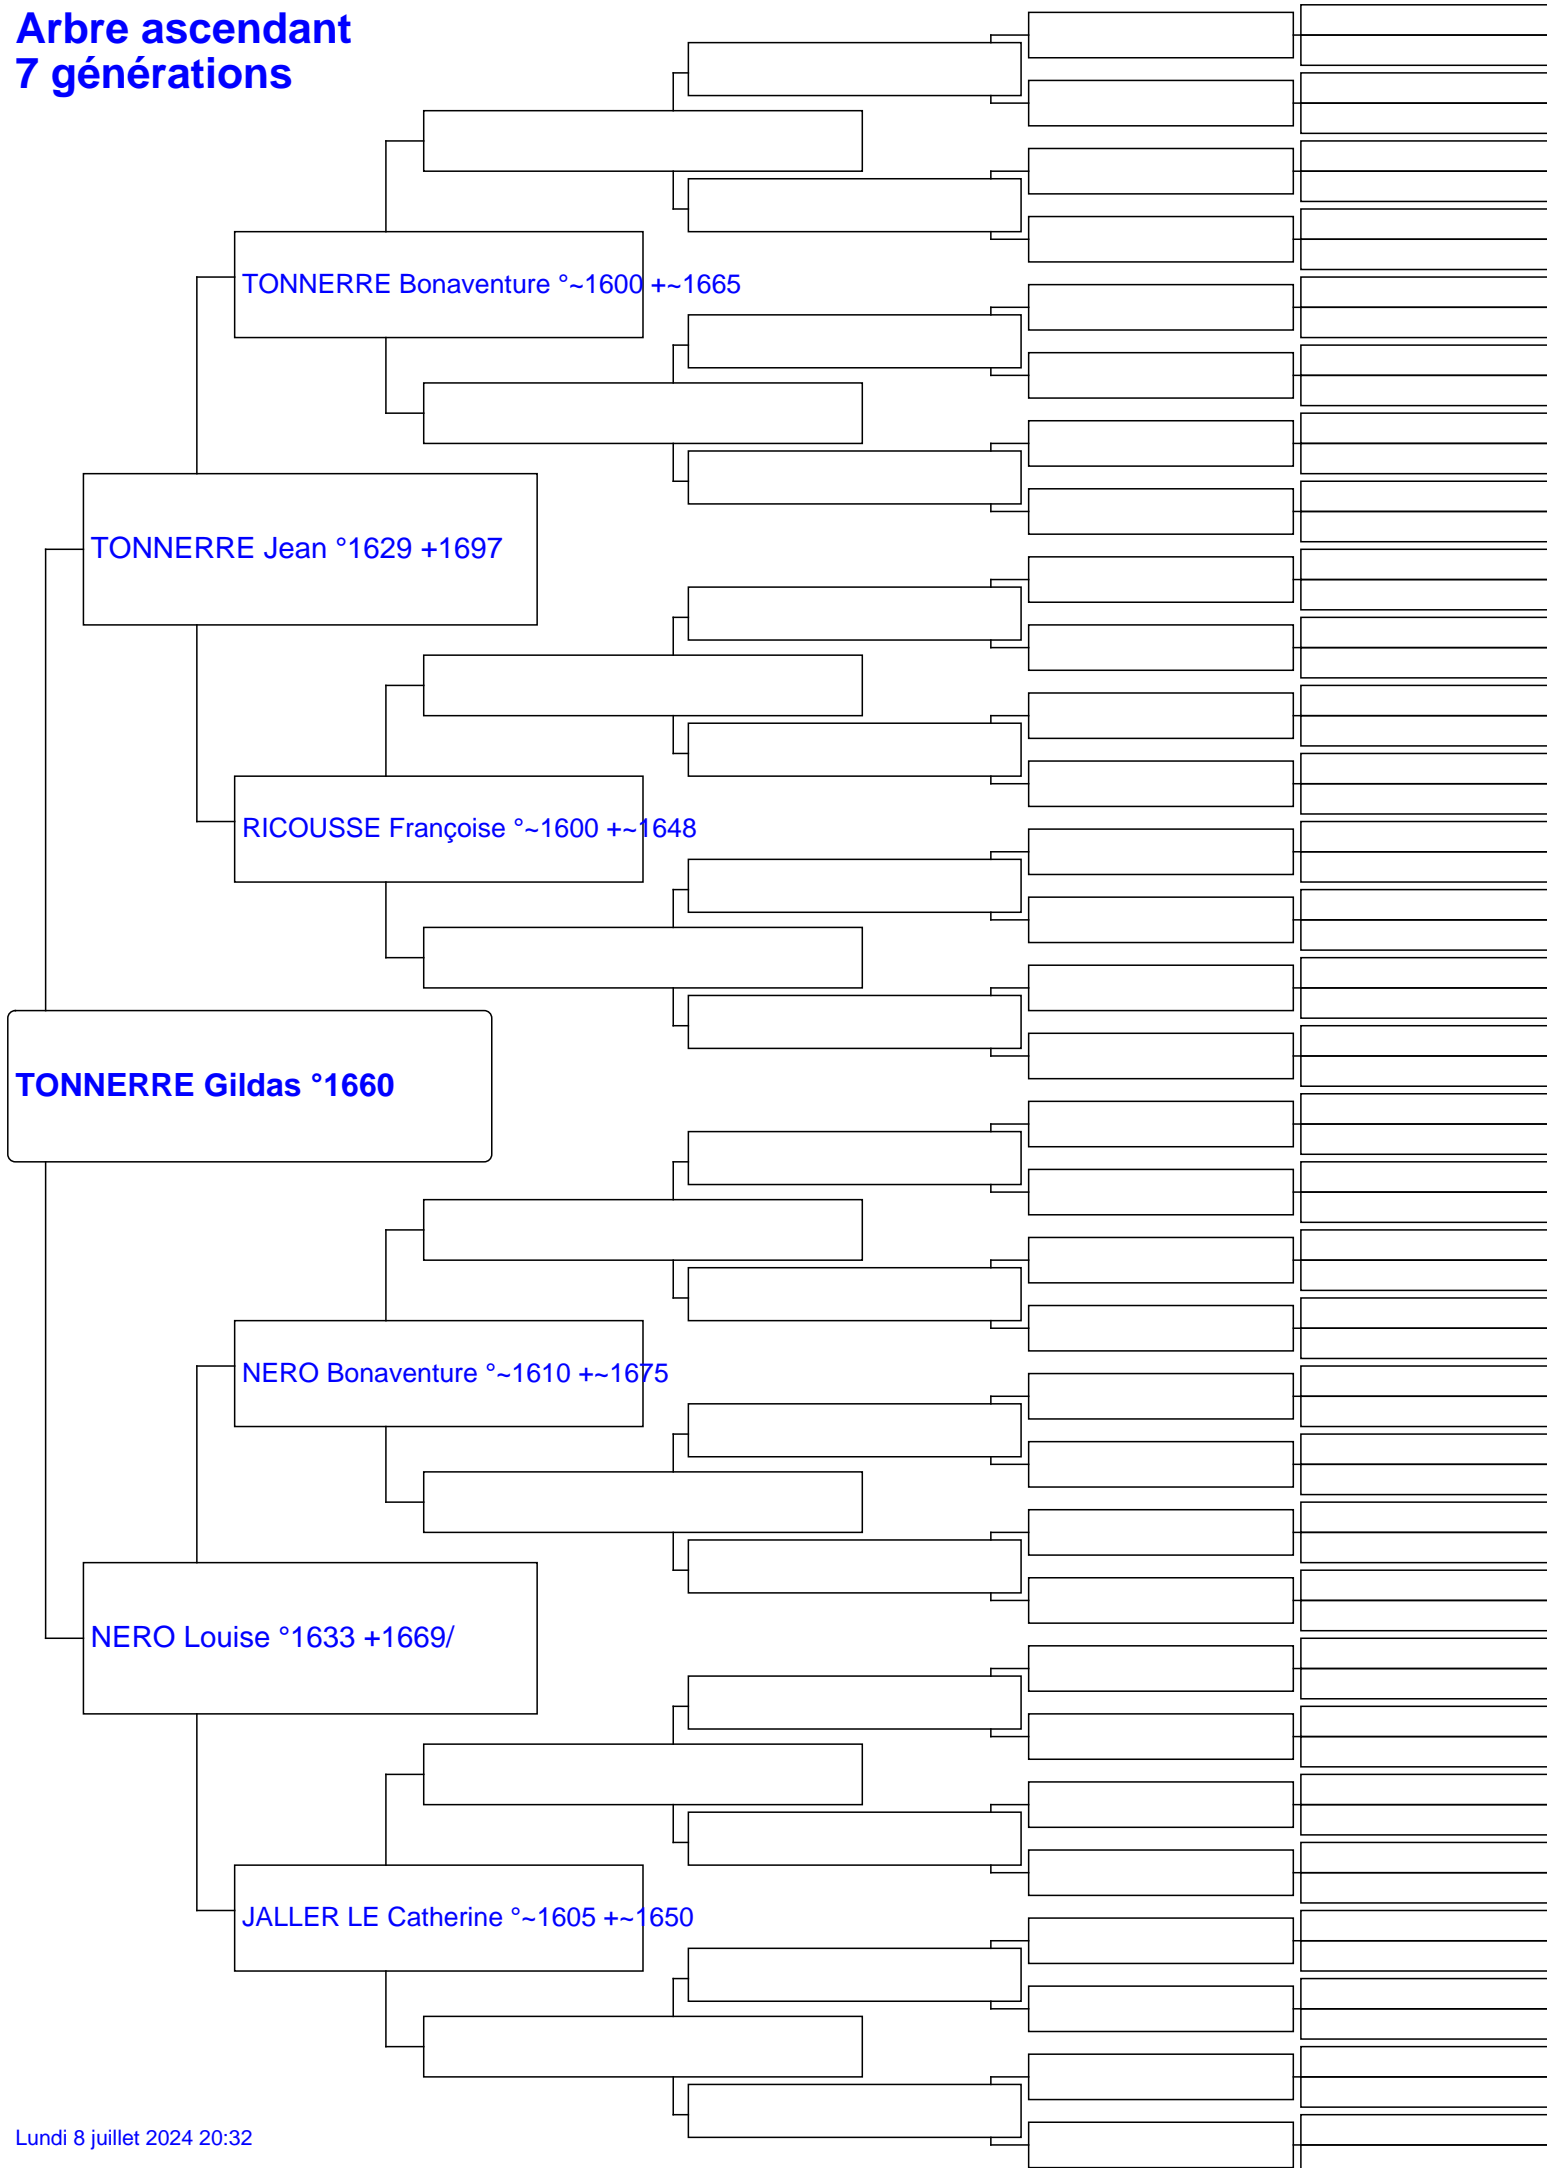 Arbre ascendant
7 générations
TONNERRE Bonaventure °~1600 +~1665
TONNERRE Jean °1629 +1697
RICOUSSE Françoise °~1600 +~1648
TONNERRE Gildas °1660
NERO Bonaventure °~1610 +~1675
NERO Louise °1633 +1669/
JALLER LE Catherine °~1605 +~1650
Lundi 8 juillet 2024 20:32